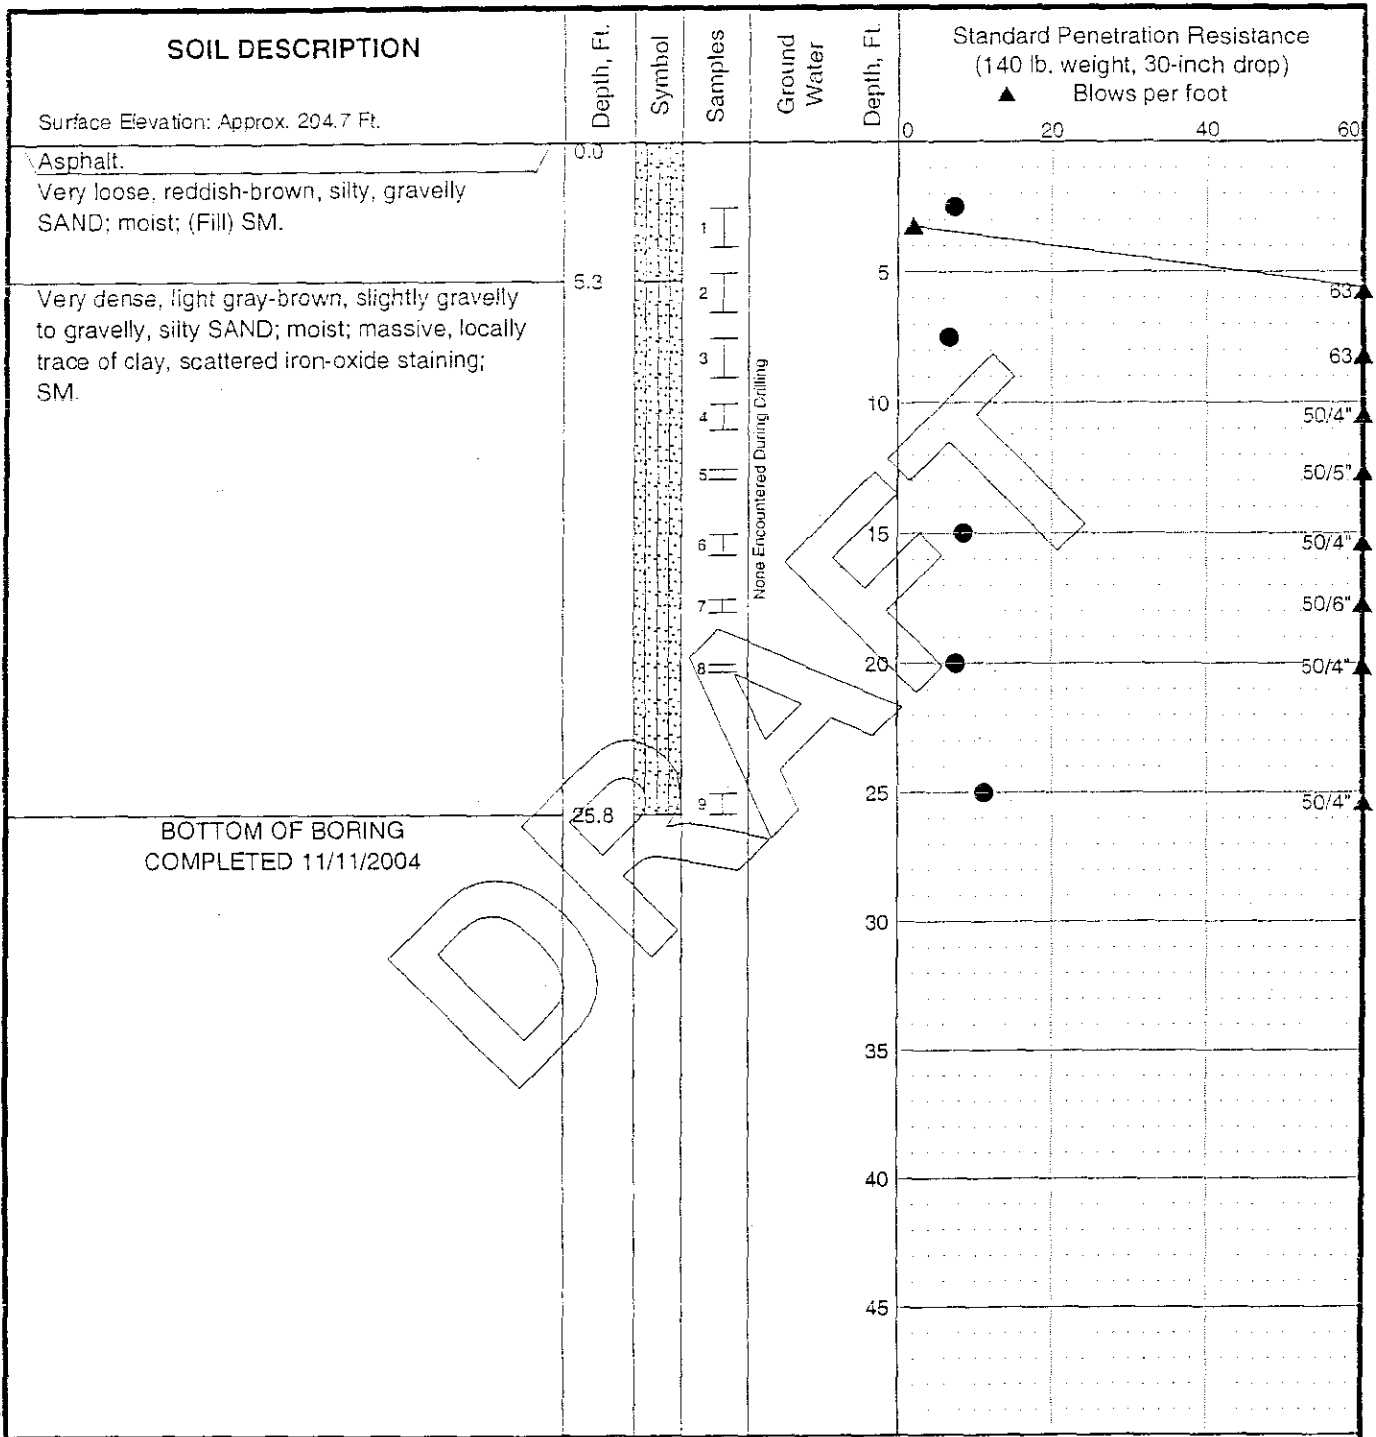 SOIL DESCRIPTION
Surface Elevation: Approx. 204.7 Ft.
Depth, Ft.
Symbol
Samples
Ground
Water
Depth, Ft.
Standard Penetration Resistance
(140 lb. weight, 30-inch drop)
▲ Blows per foot
0 20 40 60
Asphalt.
0.0
Very loose, reddish-brown, silty, gravelly
SAND; moist; (Fill) SM.
5.3
Very dense, light gray-brown, slightly gravelly
to gravelly, silty SAND; moist; massive, locally
trace of clay, scattered iron-oxide staining;
SM.
25.8
BOTTOM OF BORING
COMPLETED 11/11/2004
1
2
3
4
5
6
7
8
9
None Encountered During Drilling
5
10
15
20
25
30
35
40
45
63
63
50/4"
50/5"
50/4"
50/6"
50/4"
50/4"
DRAFT